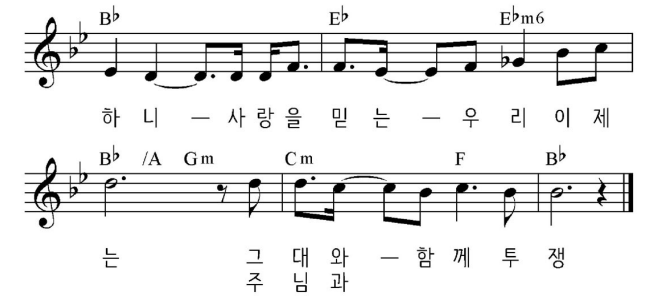 B♭ E♭ E♭m6
하 니 — 사 랑 을 믿 는 — 우 리 이 제
B♭ /A Gm Cm F B♭
는 그 대 와 — 함 께 투 쟁
주 님 과